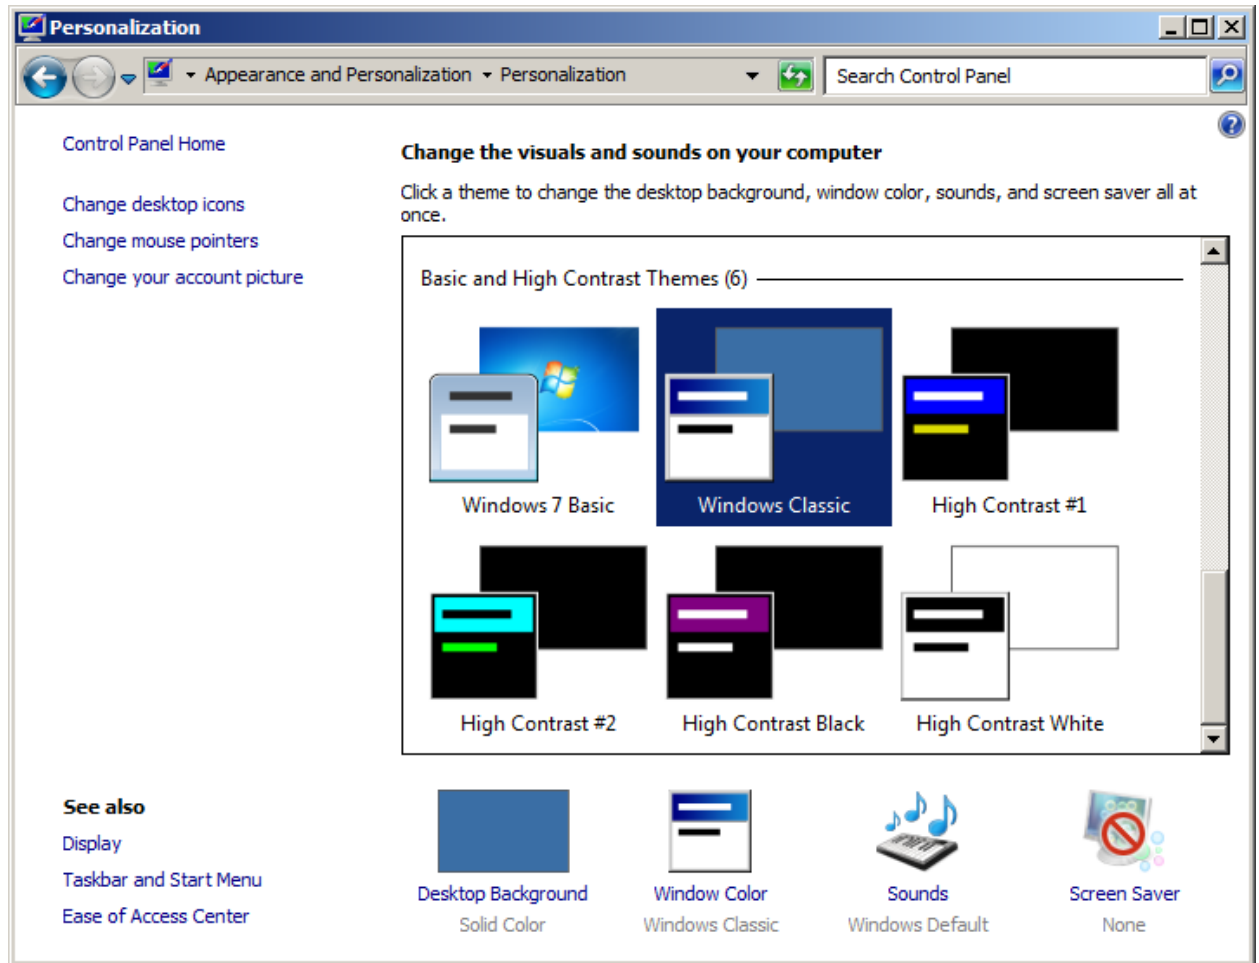 Personalization
Appearance and Personalization Personalization
Search Control Panel
Control Panel Home
Change desktop icons
Change mouse pointers
Change your account picture
Change the visuals and sounds on your computer
Click a theme to change the desktop background, window color, sounds, and screen saver all at
once.
Basic and High Contrast Themes (6)
Windows 7 Basic
Windows Classic
High Contrast #1
High Contrast #2
High Contrast Black
High Contrast White
See also
Display
Taskbar and Start Menu
Ease of Access Center
Desktop Background
Solid Color
Window Color
Windows Classic
Sounds
Windows Default
Screen Saver
None